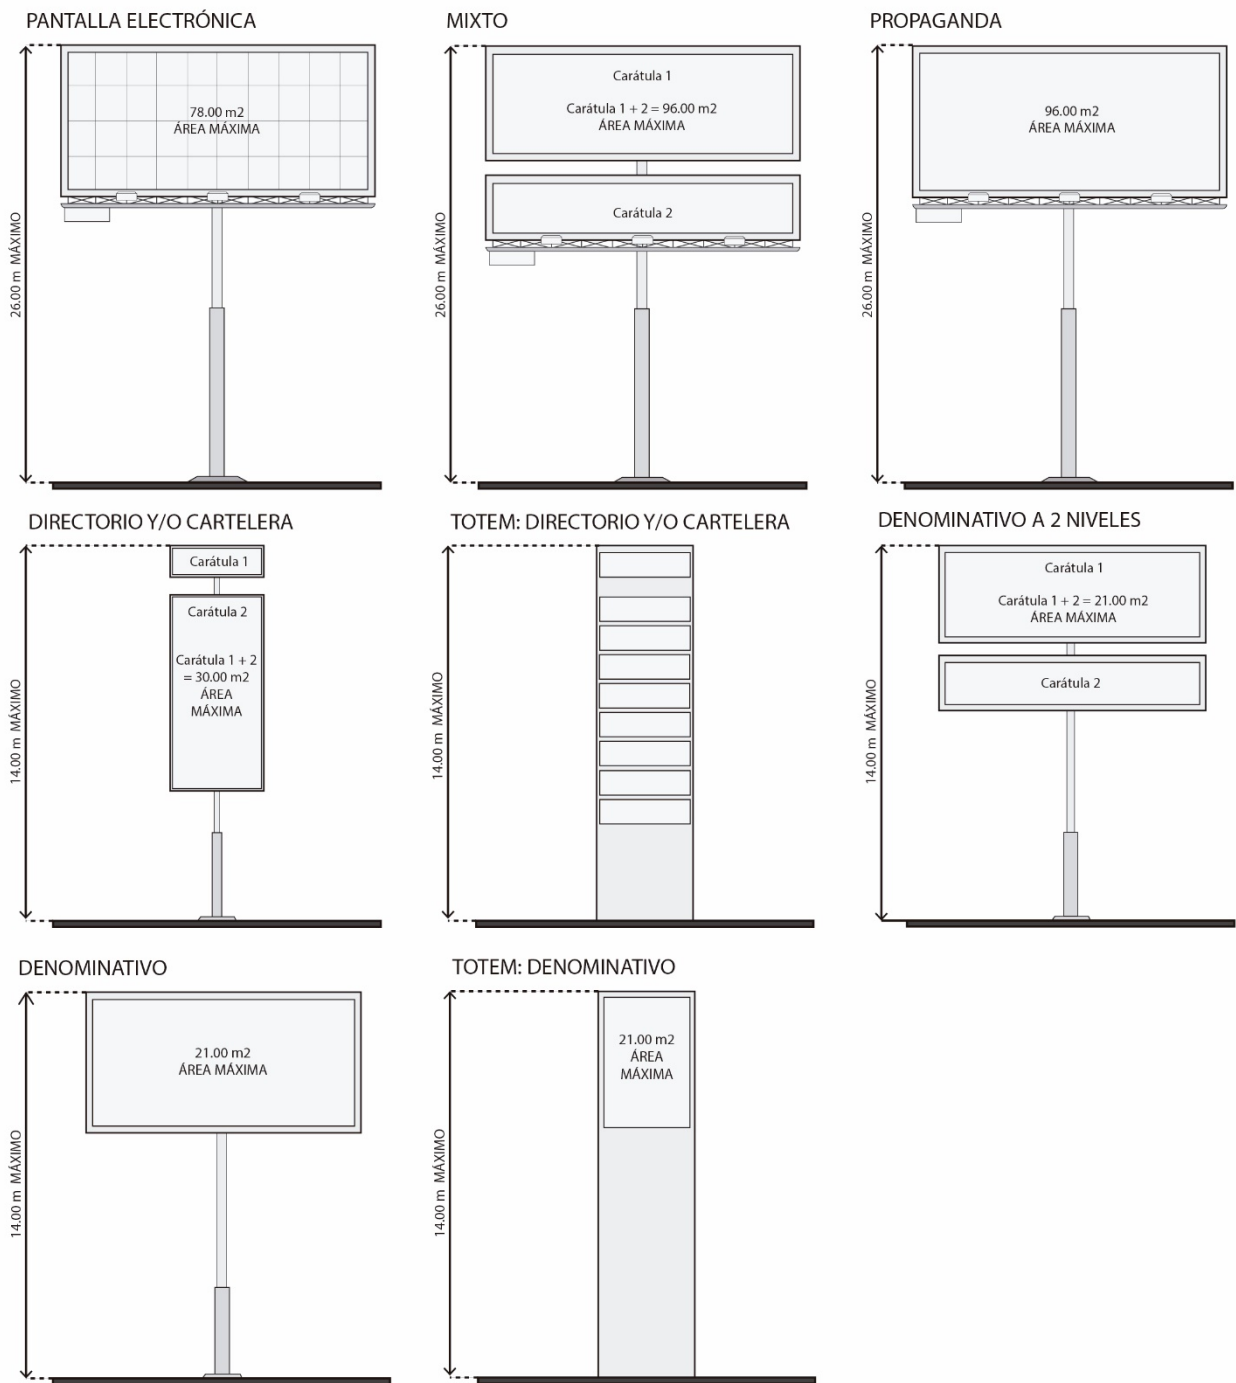 PANTALLA ELECTRÓNICA
26.00 m MÁXIMO
78.00 m2
ÁREA MÁXIMA
MIXTO
26.00 m MÁXIMO
Carátula 1
Carátula 1 + 2 = 96.00 m2
ÁREA MÁXIMA
Carátula 2
PROPAGANDA
26.00 m MÁXIMO
96.00 m2
ÁREA MÁXIMA
DIRECTORIO Y/O CARTELERA
14.00 m MÁXIMO
Carátula 1
Carátula 2
Carátula 1 + 2
= 30.00 m2
ÁREA
MÁXIMA
TOTEM: DIRECTORIO Y/O CARTELERA
14.00 m MÁXIMO
DENOMINATIVO A 2 NIVELES
14.00 m MÁXIMO
Carátula 1
Carátula 1 + 2 = 21.00 m2
ÁREA MÁXIMA
Carátula 2
DENOMINATIVO
14.00 m MÁXIMO
21.00 m2
ÁREA MÁXIMA
TOTEM: DENOMINATIVO
14.00 m MÁXIMO
21.00 m2
ÁREA
MÁXIMA